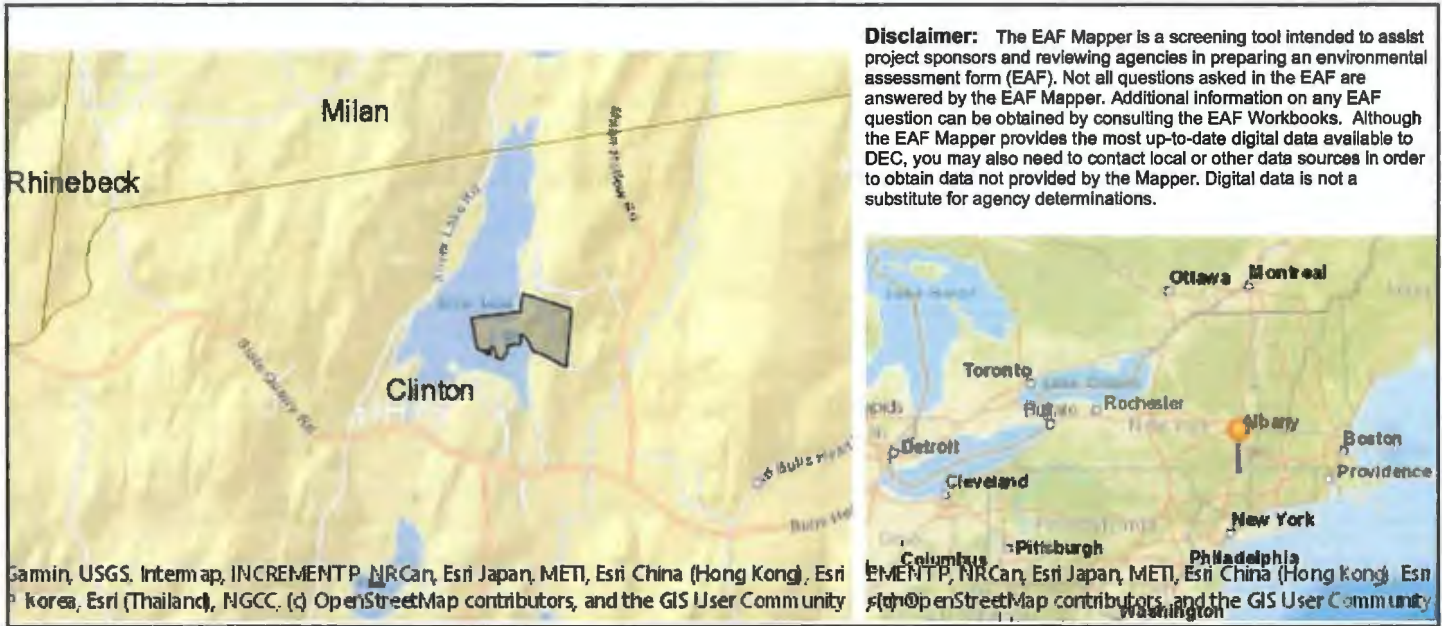 Disclaimer: The EAF Mapper is a screening tool intended to assist
project sponsors and reviewing agencies in preparing an environmental
assessment form (EAF). Not all questions asked in the EAF are
answered by the EAF Mapper. Additional information on any EAF
question can be obtained by consulting the EAF Workbooks. Although
the EAF Mapper provides the most up-to-date digital data available to
DEC, you may also need to contact local or other data sources in order
to obtain data not provided by the Mapper. Digital data is not a
substitute for agency determinations.
Milan
Rhinebeck
Clinton
Garmin, USGS, Intermap, INCREMENTP, NRCan, Esri Japan, METI, Esri China (Hong Kong), Esri
Korea, Esri (Thailand), NGCC, (c) OpenStreetMap contributors, and the GIS User Community
Ottawa
Montreal
Toronto
Rochester
Albany
Detroit
Boston
Cleveland
Providence
New York
Pittsburgh
Philadelphia
Columbus
EMENTP, NRCan, Esri Japan, METI, Esri China (Hong Kong), Esri
OpenStreetMap contributors, and the GIS User Community
Washington